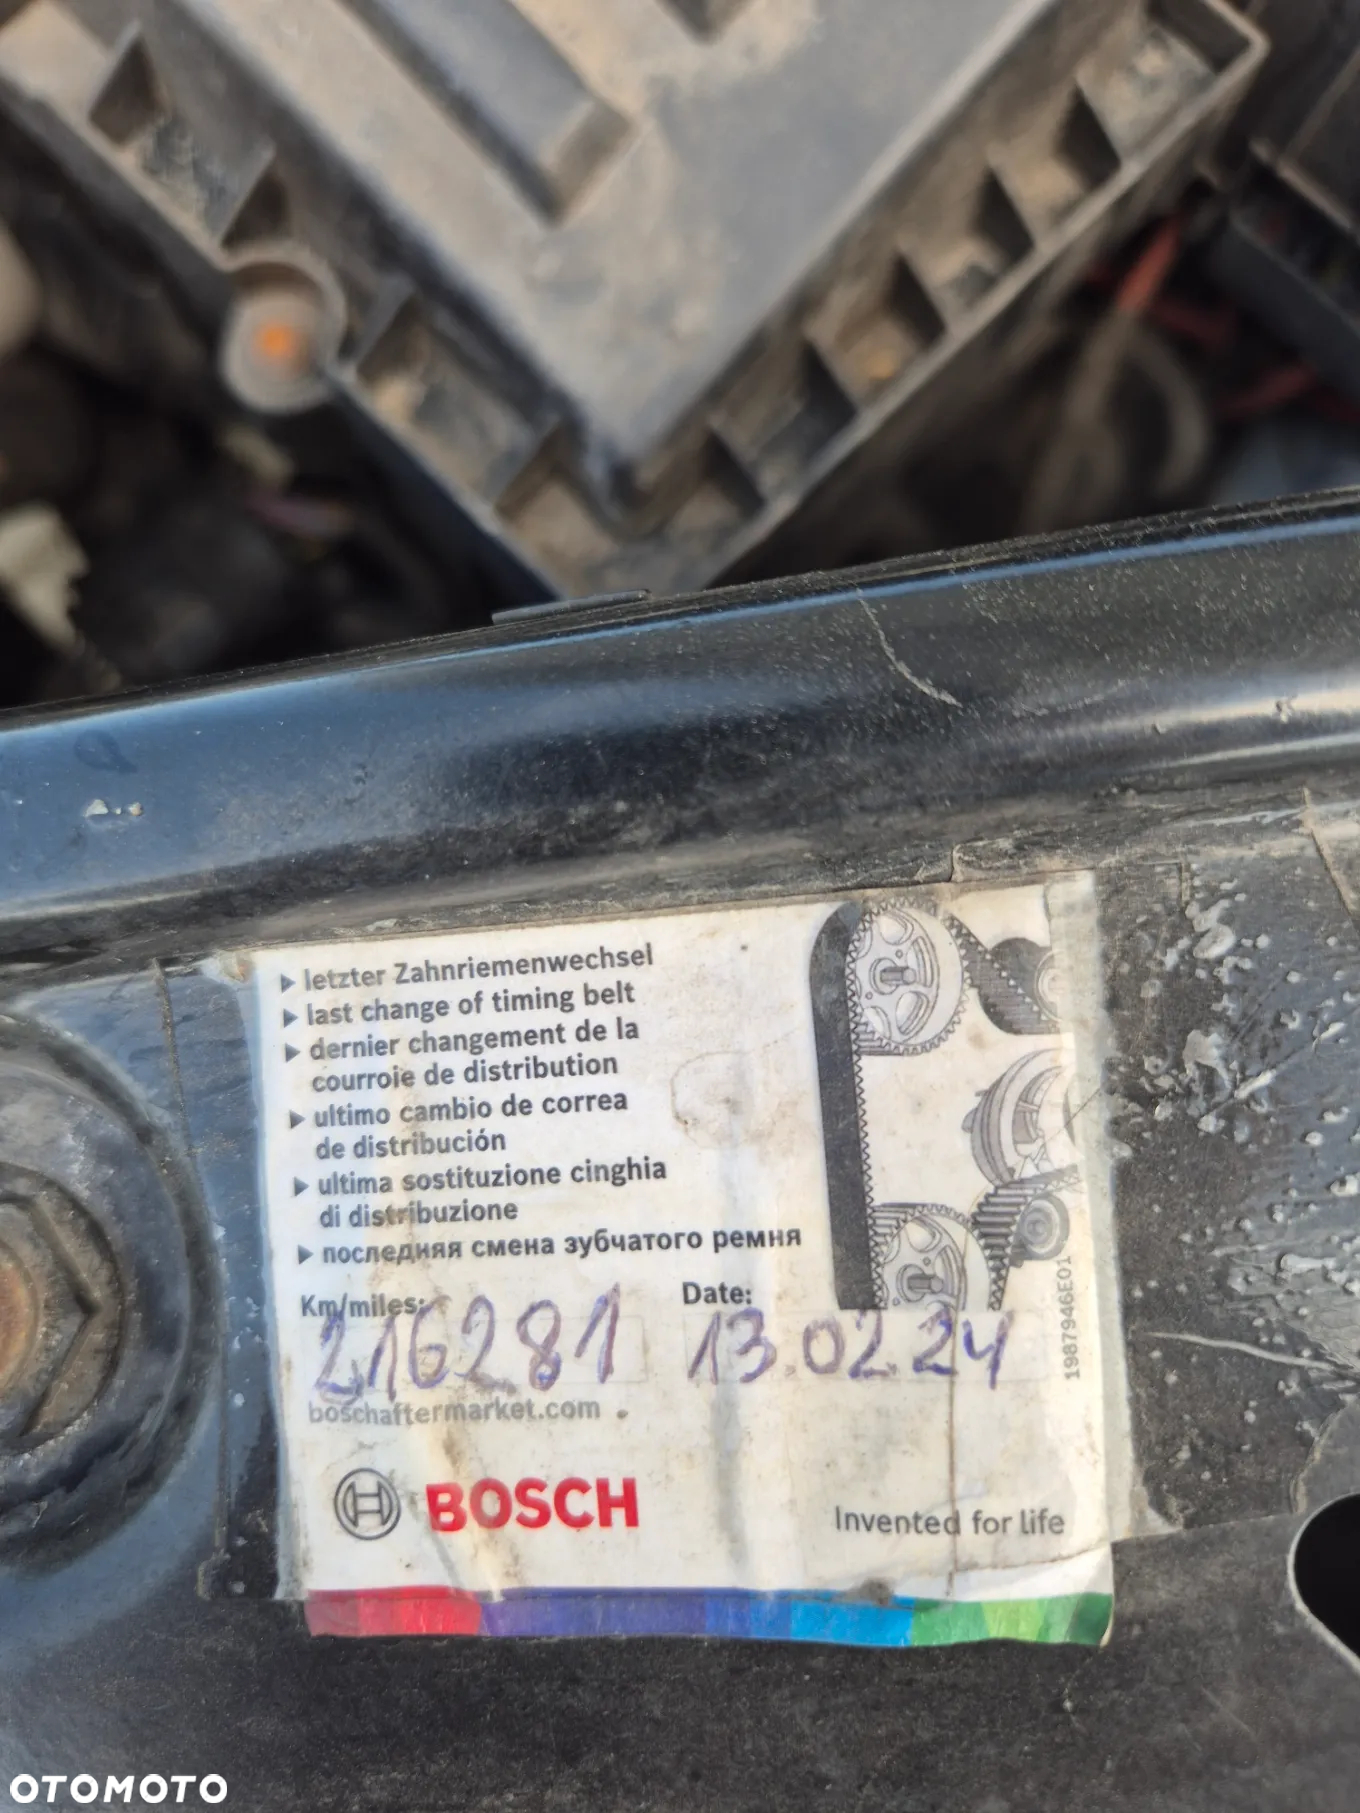 ▸ letzter Zahnriemenwechsel
▸ last change of timing belt
▸ dernier changement de la
courroie de distribution
▸ ultimo cambio de correa
de distribución
▸ ultima sostituzione cinghia
di distribuzione
▸ последняя смена зубчатого ремня
Km/miles: Date:
216281 13.02.24
boschaftermarket.com
1987946E01
BOSCH
Invented for life
OTOMOTO